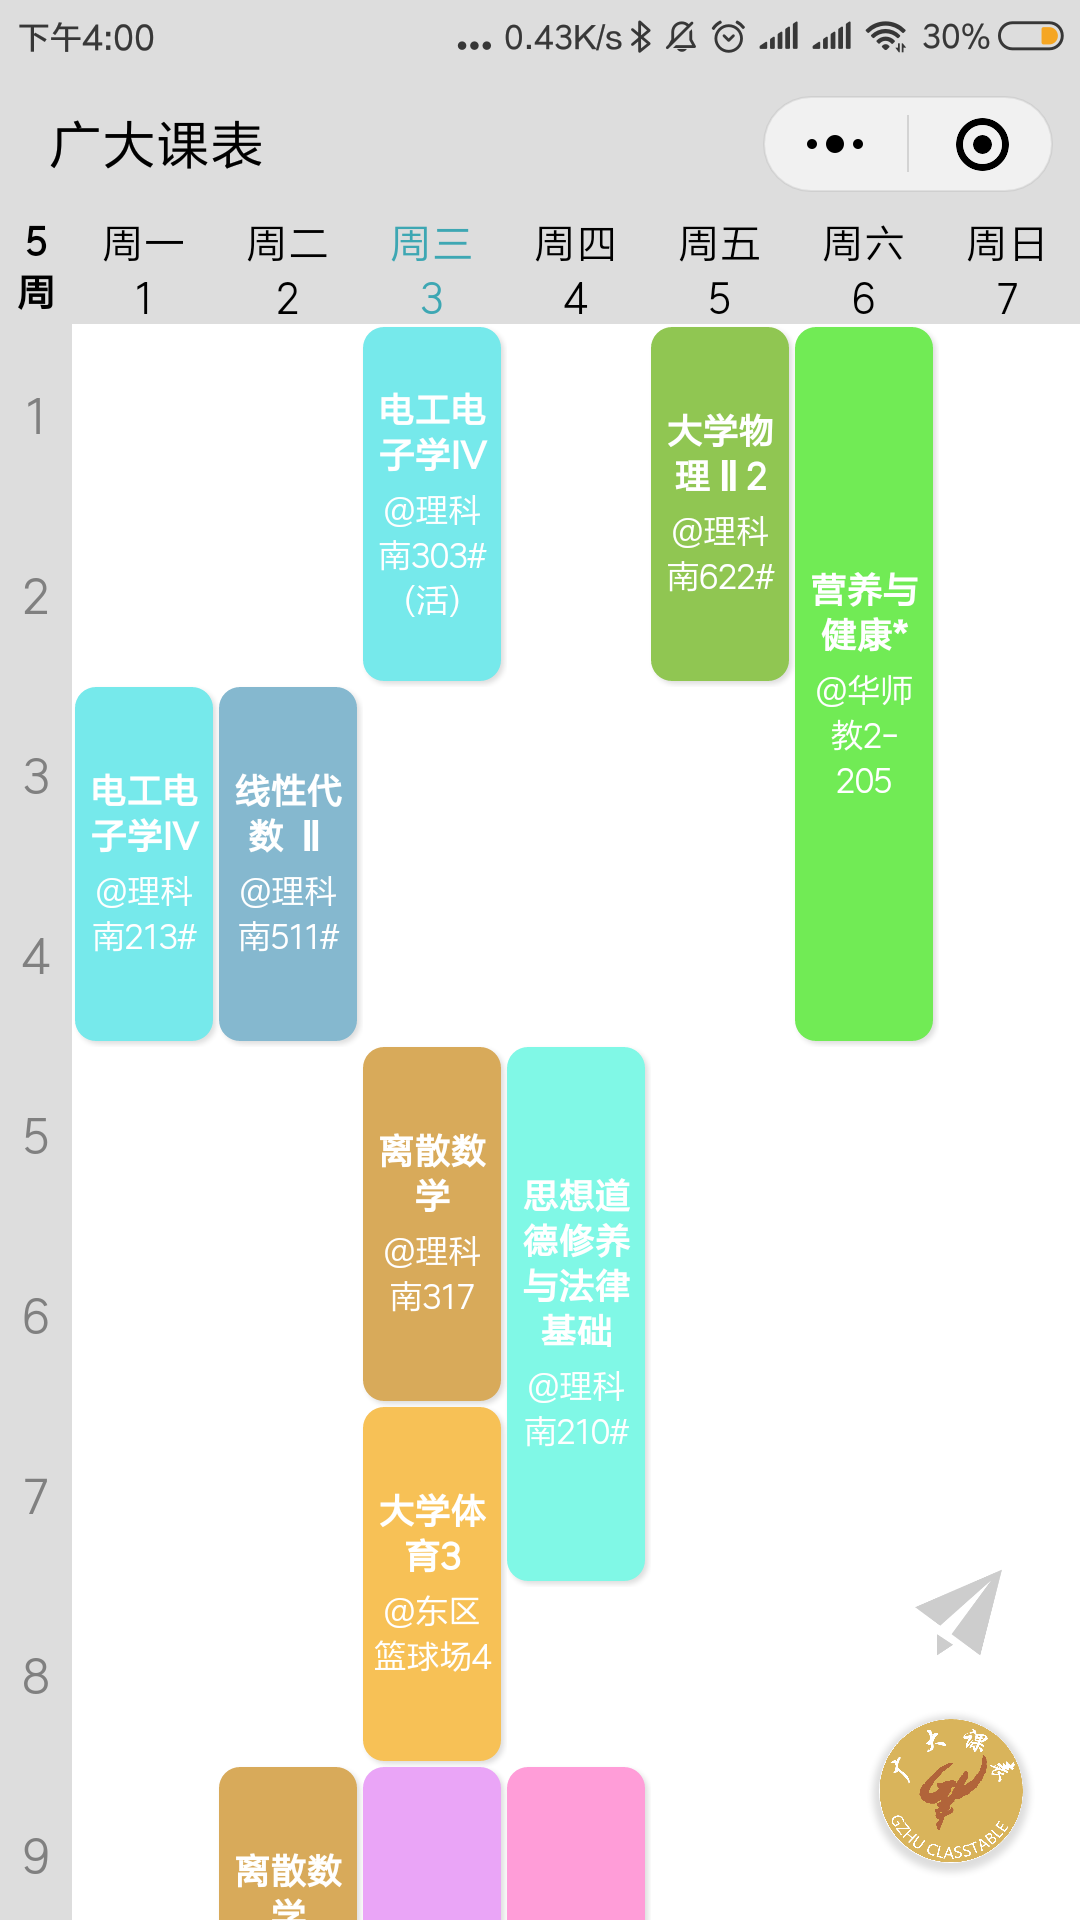 下午4:00
0.43K/s
30%
广大课表
5
周
周一
周二
周三
周四
周五
周六
周日
1
2
3
4
5
6
7
1
2
3
4
5
6
7
8
9
电工电
子学IV
@理科
南303#
(活)
大学物
理 Ⅱ 2
@理科
南622#
营养与
健康*
@华师
教2-
205
电工电
子学IV
@理科
南213#
线性代
数 Ⅱ
@理科
南511#
离散数
学
@理科
南317
思想道
德修养
与法律
基础
@理科
南210#
大学体
育3
@东区
篮球场4
离散数
学
广大课表
GZHU CLASSTABLE